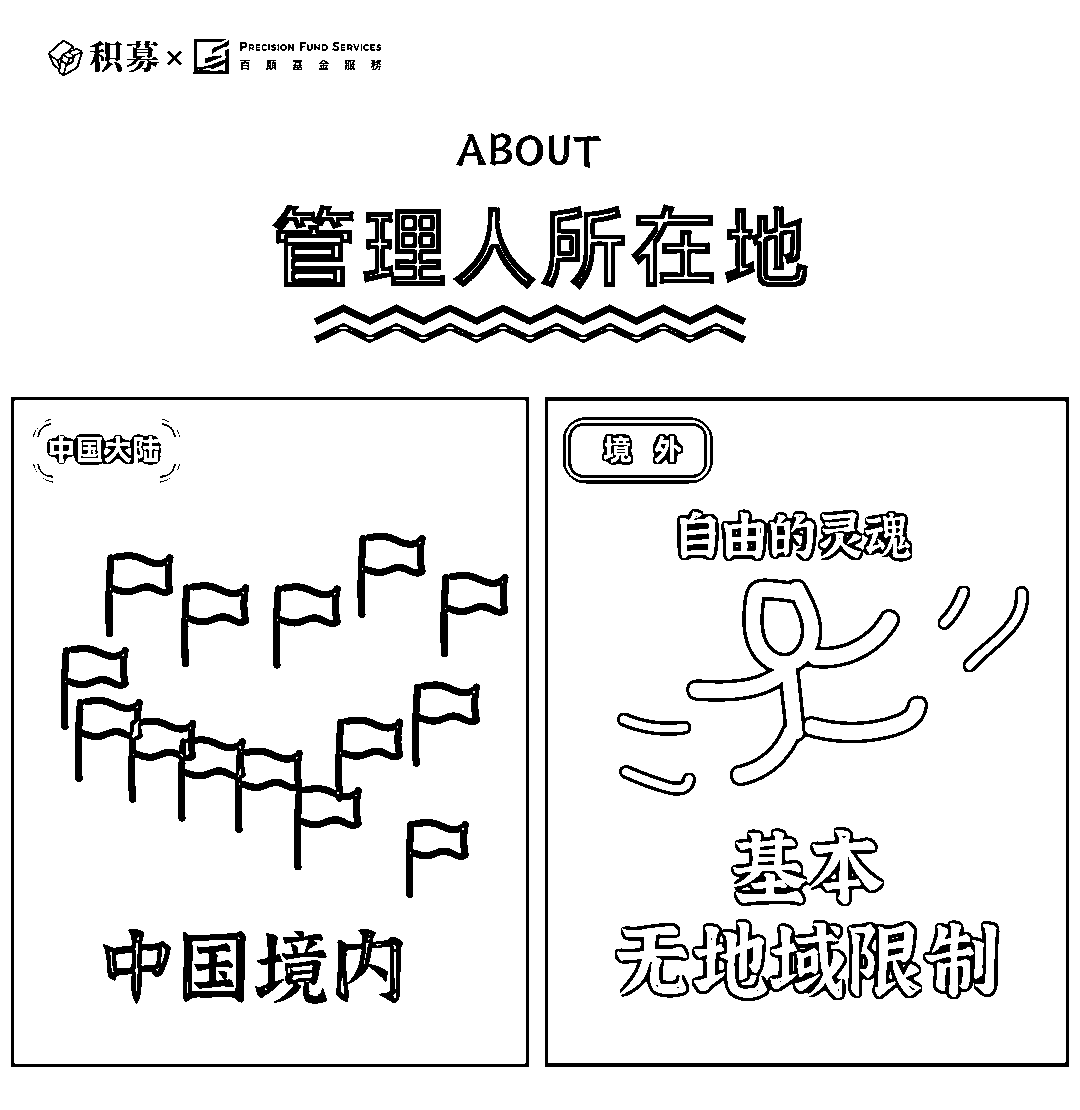 积募 × PRECISION FUND SERVICES
百願基金服務
ABOUT
管理人所在地
中国大陆
中国境内
境 外
自由的灵魂
基本
无地域限制